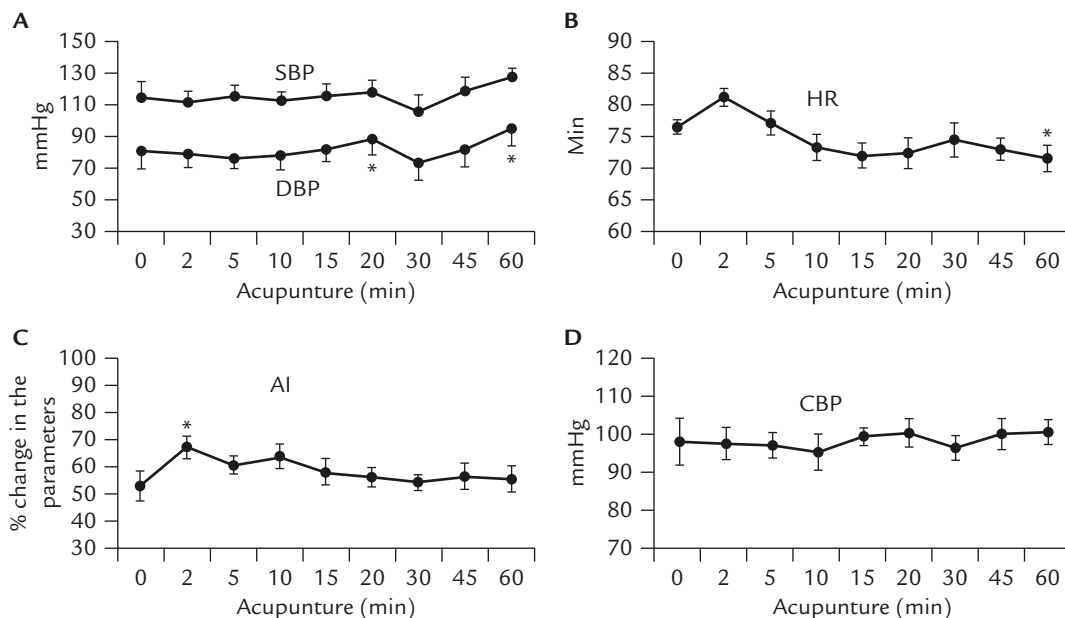 A
150
130
110
90
70
50
30
mmHg
SBP
DBP
*
*
0 2 5 10 15 20 30 45 60
Acupunture (min)
B
90
85
80
75
70
65
60
Min
HR
*
0 2 5 10 15 20 30 45 60
Acupunture (min)
C
100
90
80
70
60
50
40
30
% change in the
parameters
AI
*
0 2 5 10 15 20 30 45 60
Acupunture (min)
D
120
110
100
90
80
70
mmHg
CBP
0 2 5 10 15 20 30 45 60
Acupunture (min)